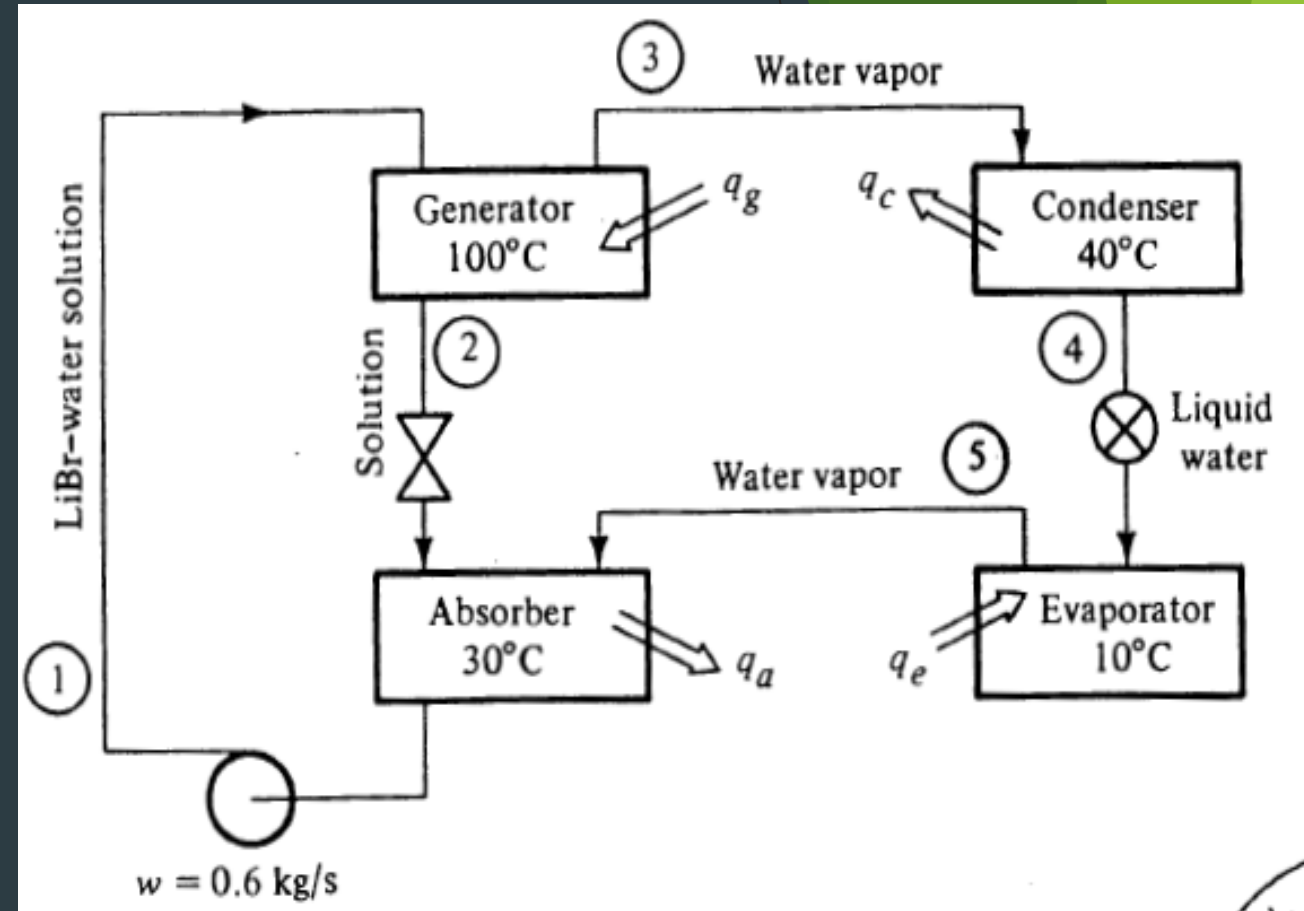 3
Water vapor
Generator
100°C
q_g
q_c
Condenser
40°C
LiBr–water solution
2
Solution
4
Liquid
water
Water vapor
5
Absorber
30°C
q_a
q_e
Evaporator
10°C
1
w = 0.6 kg/s